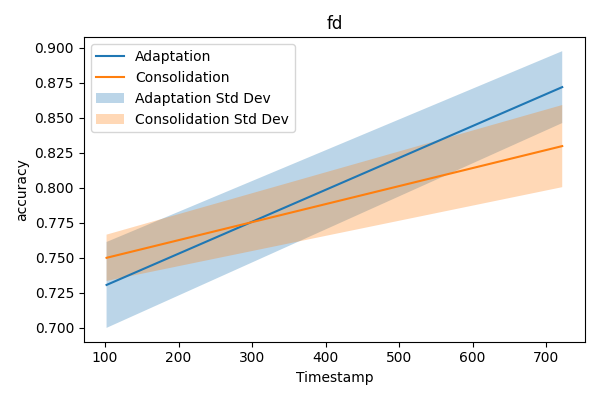 fd
0.900
0.875
0.850
0.825
0.800
0.775
0.750
0.725
0.700
accuracy
Adaptation
Consolidation
Adaptation Std Dev
Consolidation Std Dev
100
200
300
400
500
600
700
Timestamp